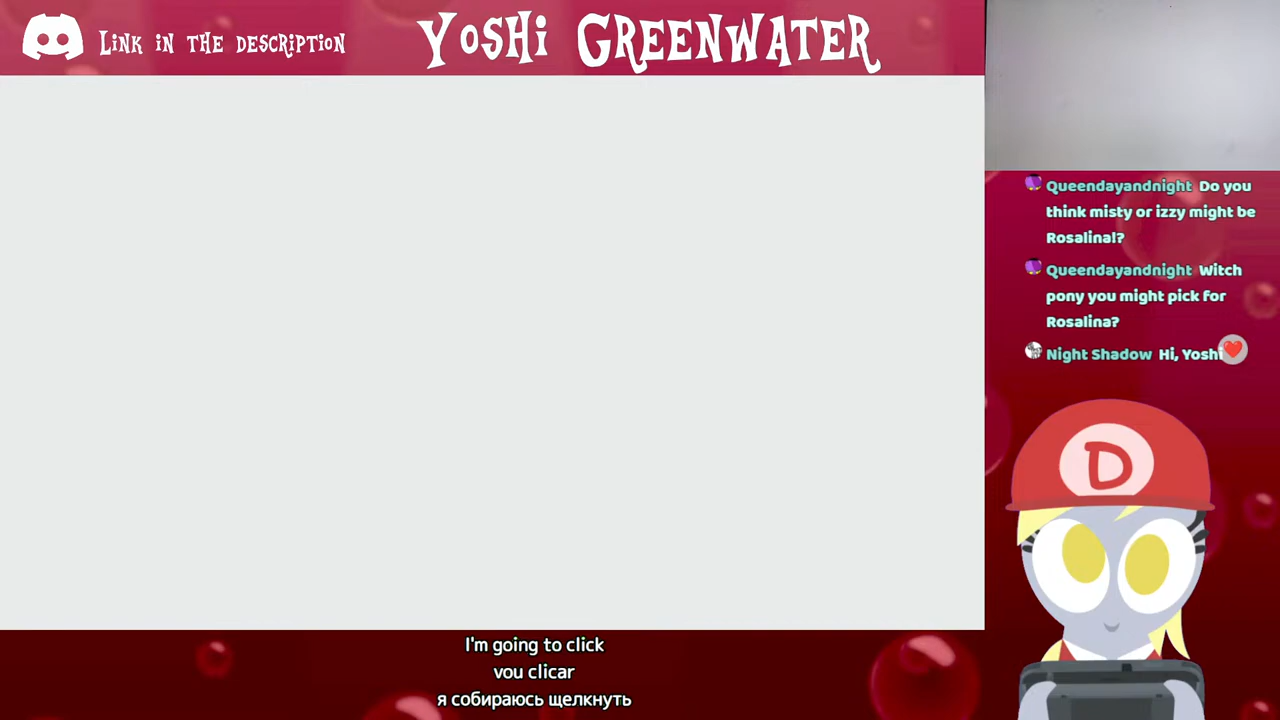 Link in the description
Yoshi Greenwater
Queendayandnight Do you
think misty or izzy might be
Rosalina!?
Queendayandnight Witch
pony you might pick for
Rosalina?
Night Shadow Hi, Yoshi
D
I'm going to click
vou clicar
я собираюсь щелкнуть